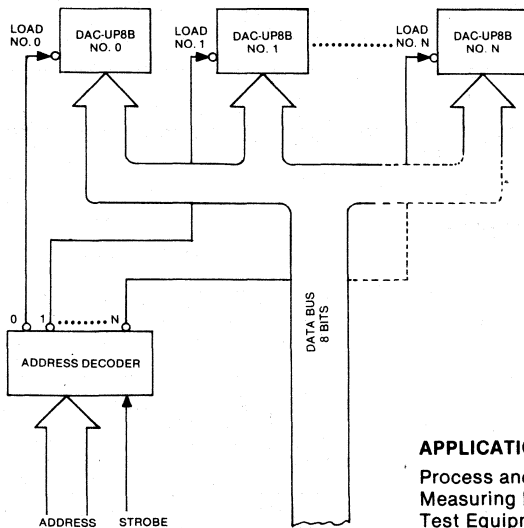 LOAD NO. 0
DAC-UP8B NO. 0
LOAD NO. 1
DAC-UP8B NO. 1
LOAD NO. N
DAC-UP8B NO. N
0 1 N
ADDRESS DECODER
DATA BUS 8 BITS
ADDRESS STROBE
APPLICATIO
Process and
Measuring
Test Equipm